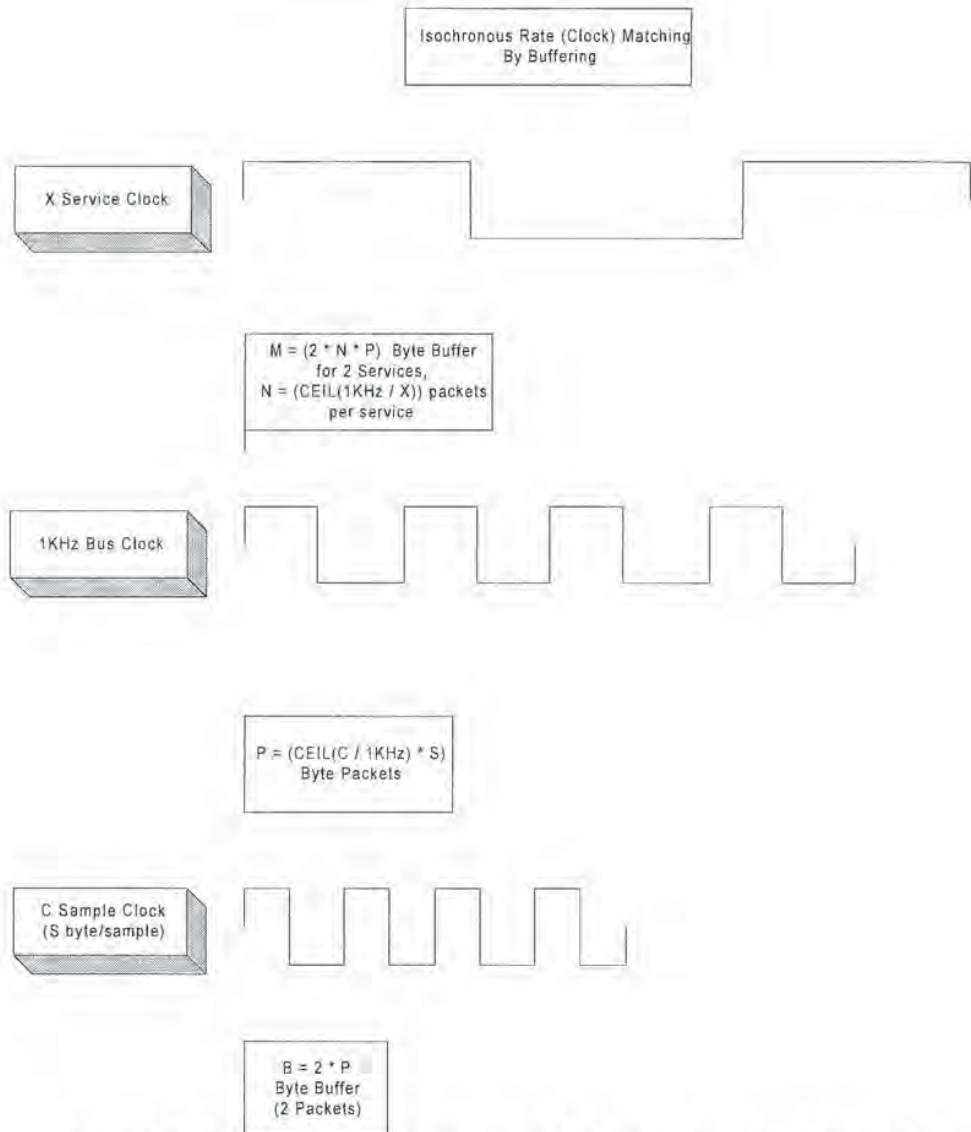 Isochronous Rate (Clock) Matching
By Buffering
X Service Clock
M = (2 * N * P) Byte Buffer
for 2 Services,
N = (CEIL(1KHz / X)) packets
per service
1KHz Bus Clock
P = (CEIL(C / 1KHz) * S)
Byte Packets
C Sample Clock
(S byte/sample)
B = 2 * P
Byte Buffer
(2 Packets)